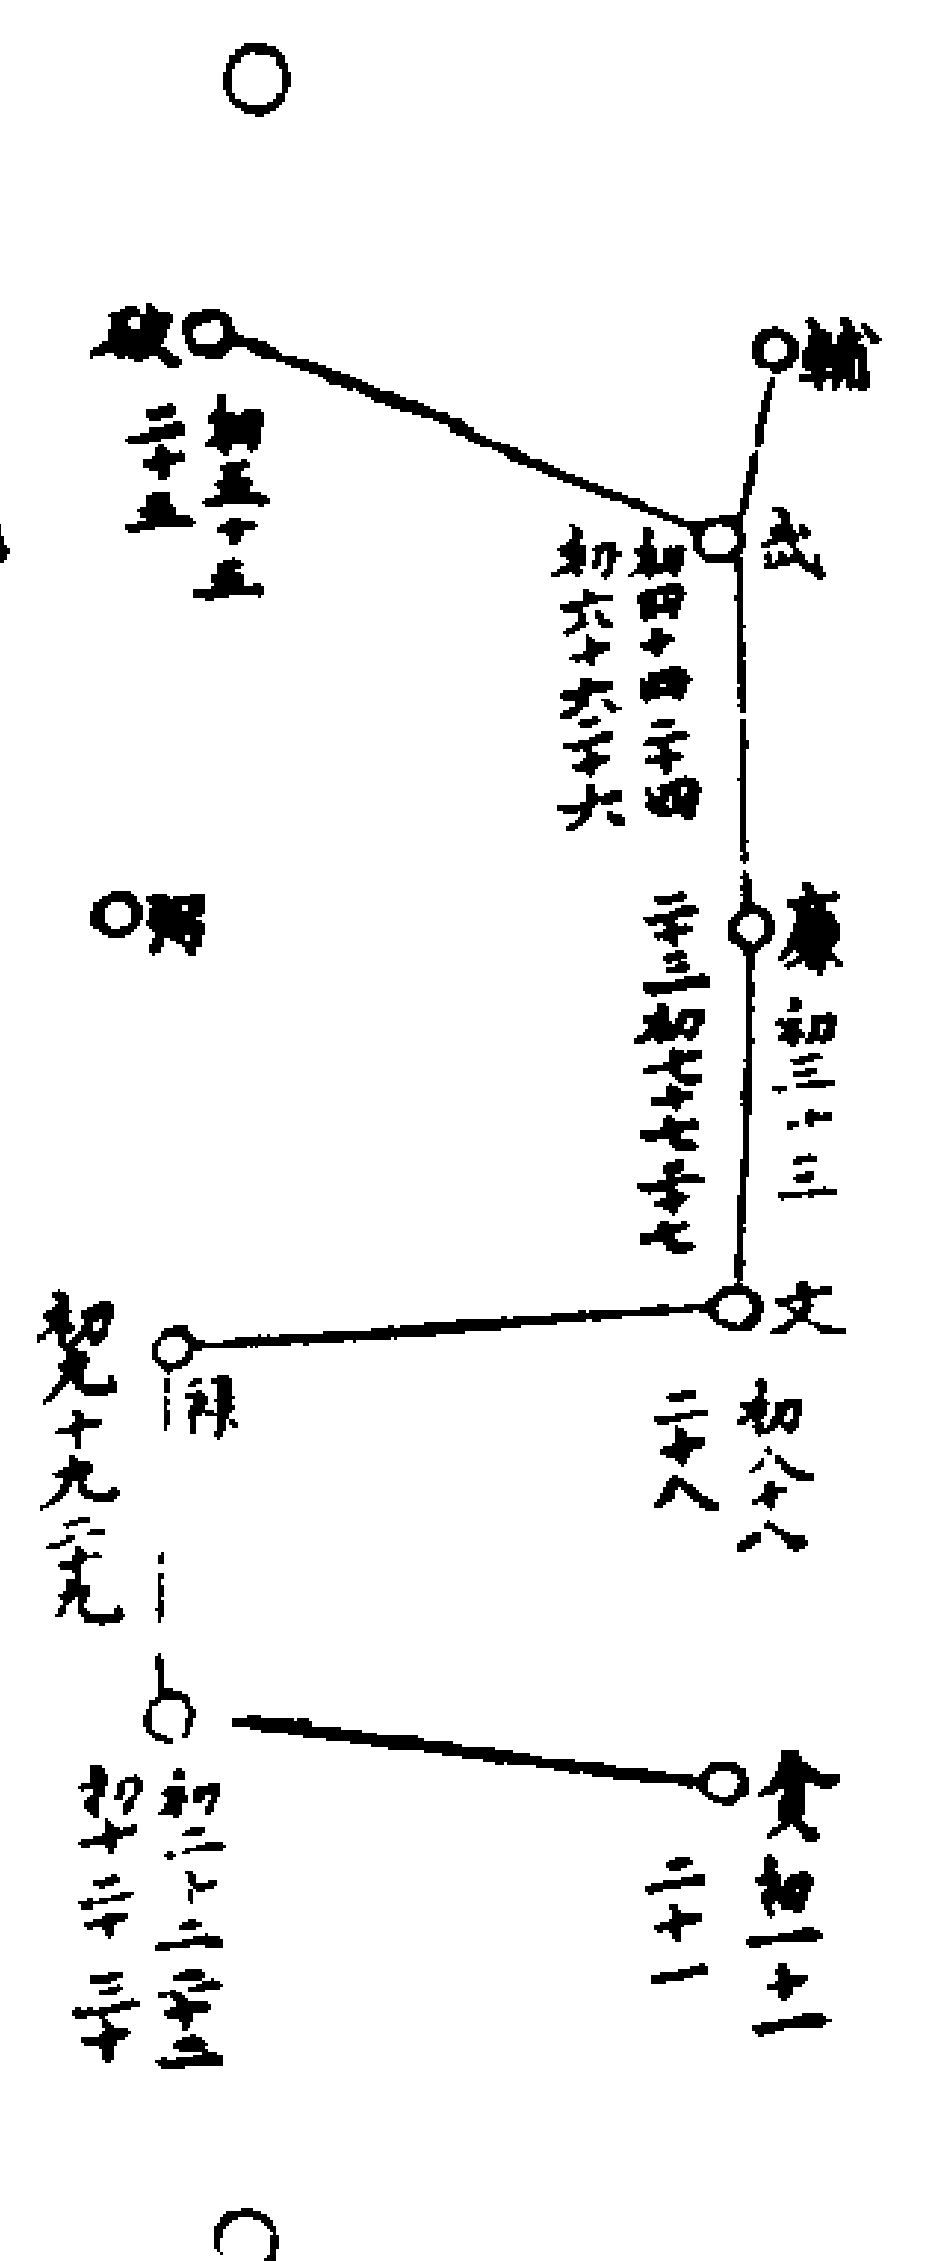 輔
武
初四十四二十四
初六十六二十六
破
初五十五
二十五
廉
初三十三
二十三初七十七二十七
弼
文
初八十八
二十八
祿
初九十九二十九
初二十二二十二
初十二十三十
貪
初一十一
二十一